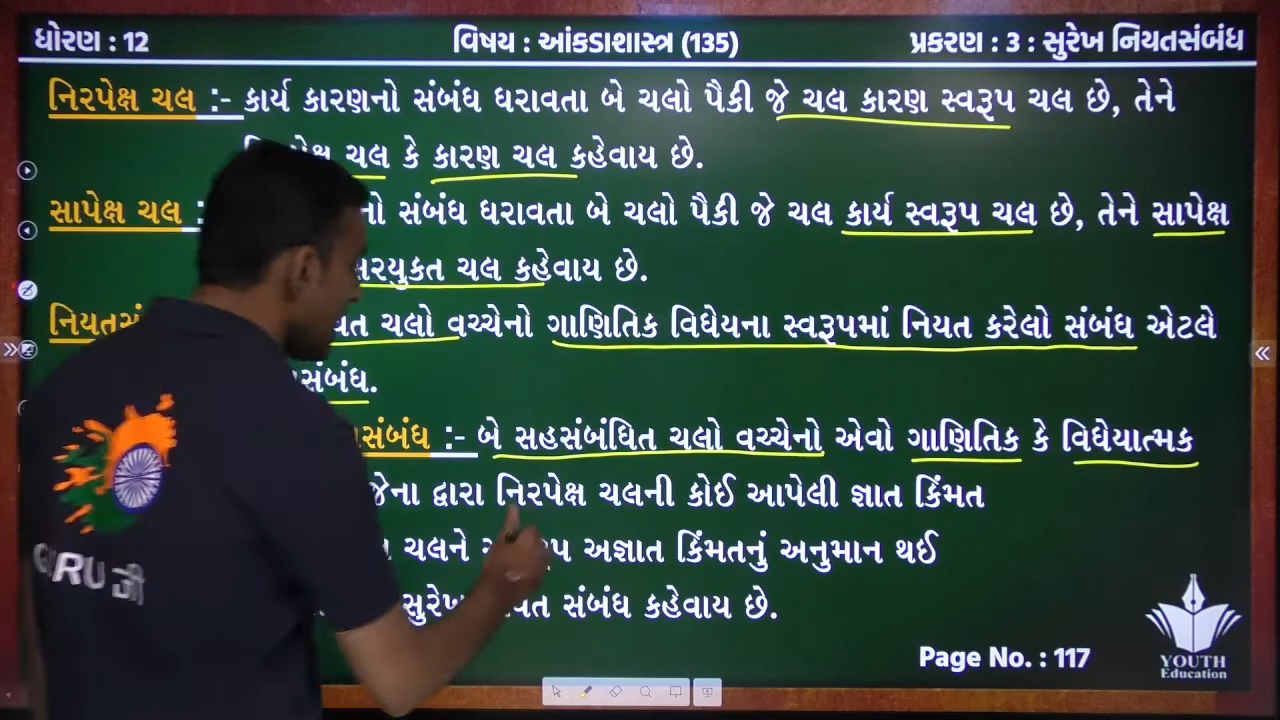 ધોરણ : 12
વિષય : આંકડાશાસ્ત્ર (135)
પ્રકરણ : 3 : સુરેખ નિયતસંબંધ
નિરપેક્ષ ચલ :- કાર્ય કારણનો સંબંધ ધરાવતા બે ચલો પૈકી જે ચલ કારણ સ્વરૂપ ચલ છે, તેને
ચલ કે કારણ ચલ કહેવાય છે.
સાપેક્ષ ચલ : નો સંબંધ ધરાવતા બે ચલો પૈકી જે ચલ કાર્ય સ્વરૂપ ચલ છે, તેને સાપેક્ષ
સરયુકત ચલ કહેવાય છે.
નિયતસં ચલો વચ્ચેનો ગાણિતિક વિધેયના સ્વરૂપમાં નિયત કરેલો સંબંધ એટલે
સંબંધ.
સંબંધ :- બે સહસંબંધિત ચલો વચ્ચેનો એવો ગાણિતિક કે વિધેયાત્મક
જેના દ્વારા નિરપેક્ષ ચલની કોઈ આપેલી જ્ઞાત કિંમત
ચલને અજ્ઞાત કિંમતનું અનુમાન થઈ
સુરેખ સંબંધ કહેવાય છે.
Page No. : 117
YOUTH
Education